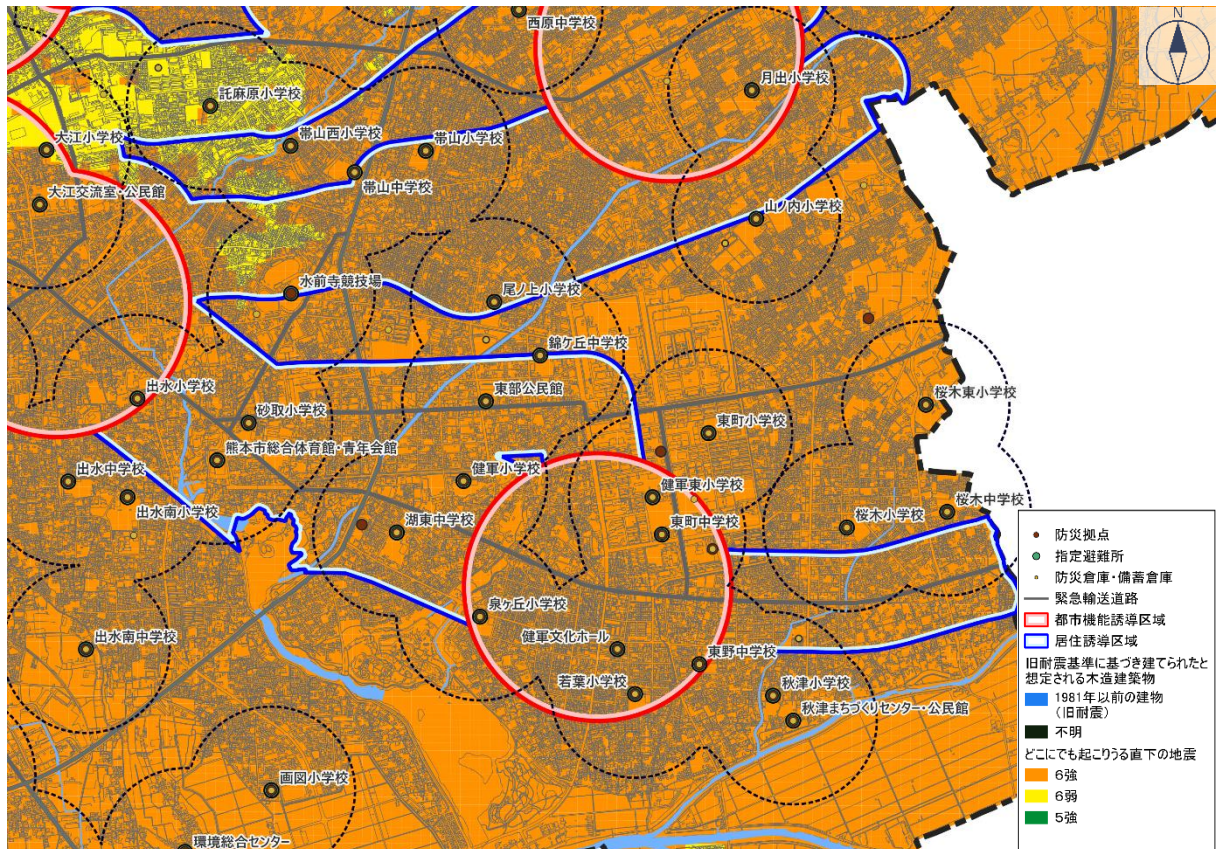 西原中学校
N
月出小学校
託麻原小学校
大江小学校
帯山西小学校
帯山小学校
帯山中学校
大江交流室・公民館
山ノ内小学校
水前寺競技場
尾ノ上小学校
錦ケ丘中学校
出水小学校
東部公民館
桜木東小学校
砂取小学校
東町小学校
熊本市総合体育館・青年会館
出水中学校
健軍小学校
健軍東小学校
出水南小学校
桜木中学校
湖東中学校
東町中学校
桜木小学校
泉ヶ丘小学校
出水南中学校
健軍文化ホール
東野中学校
若葉小学校
秋津小学校
秋津まちづくりセンター・公民館
画図小学校
環境総合センター
防災拠点
指定避難所
防災倉庫・備蓄倉庫
緊急輸送道路
都市機能誘導区域
居住誘導区域
旧耐震基準に基づき建てられたと
想定される木造建築物
1981年以前の建物
(旧耐震)
不明
どこにでも起こりうる直下の地震
6強
6弱
5強